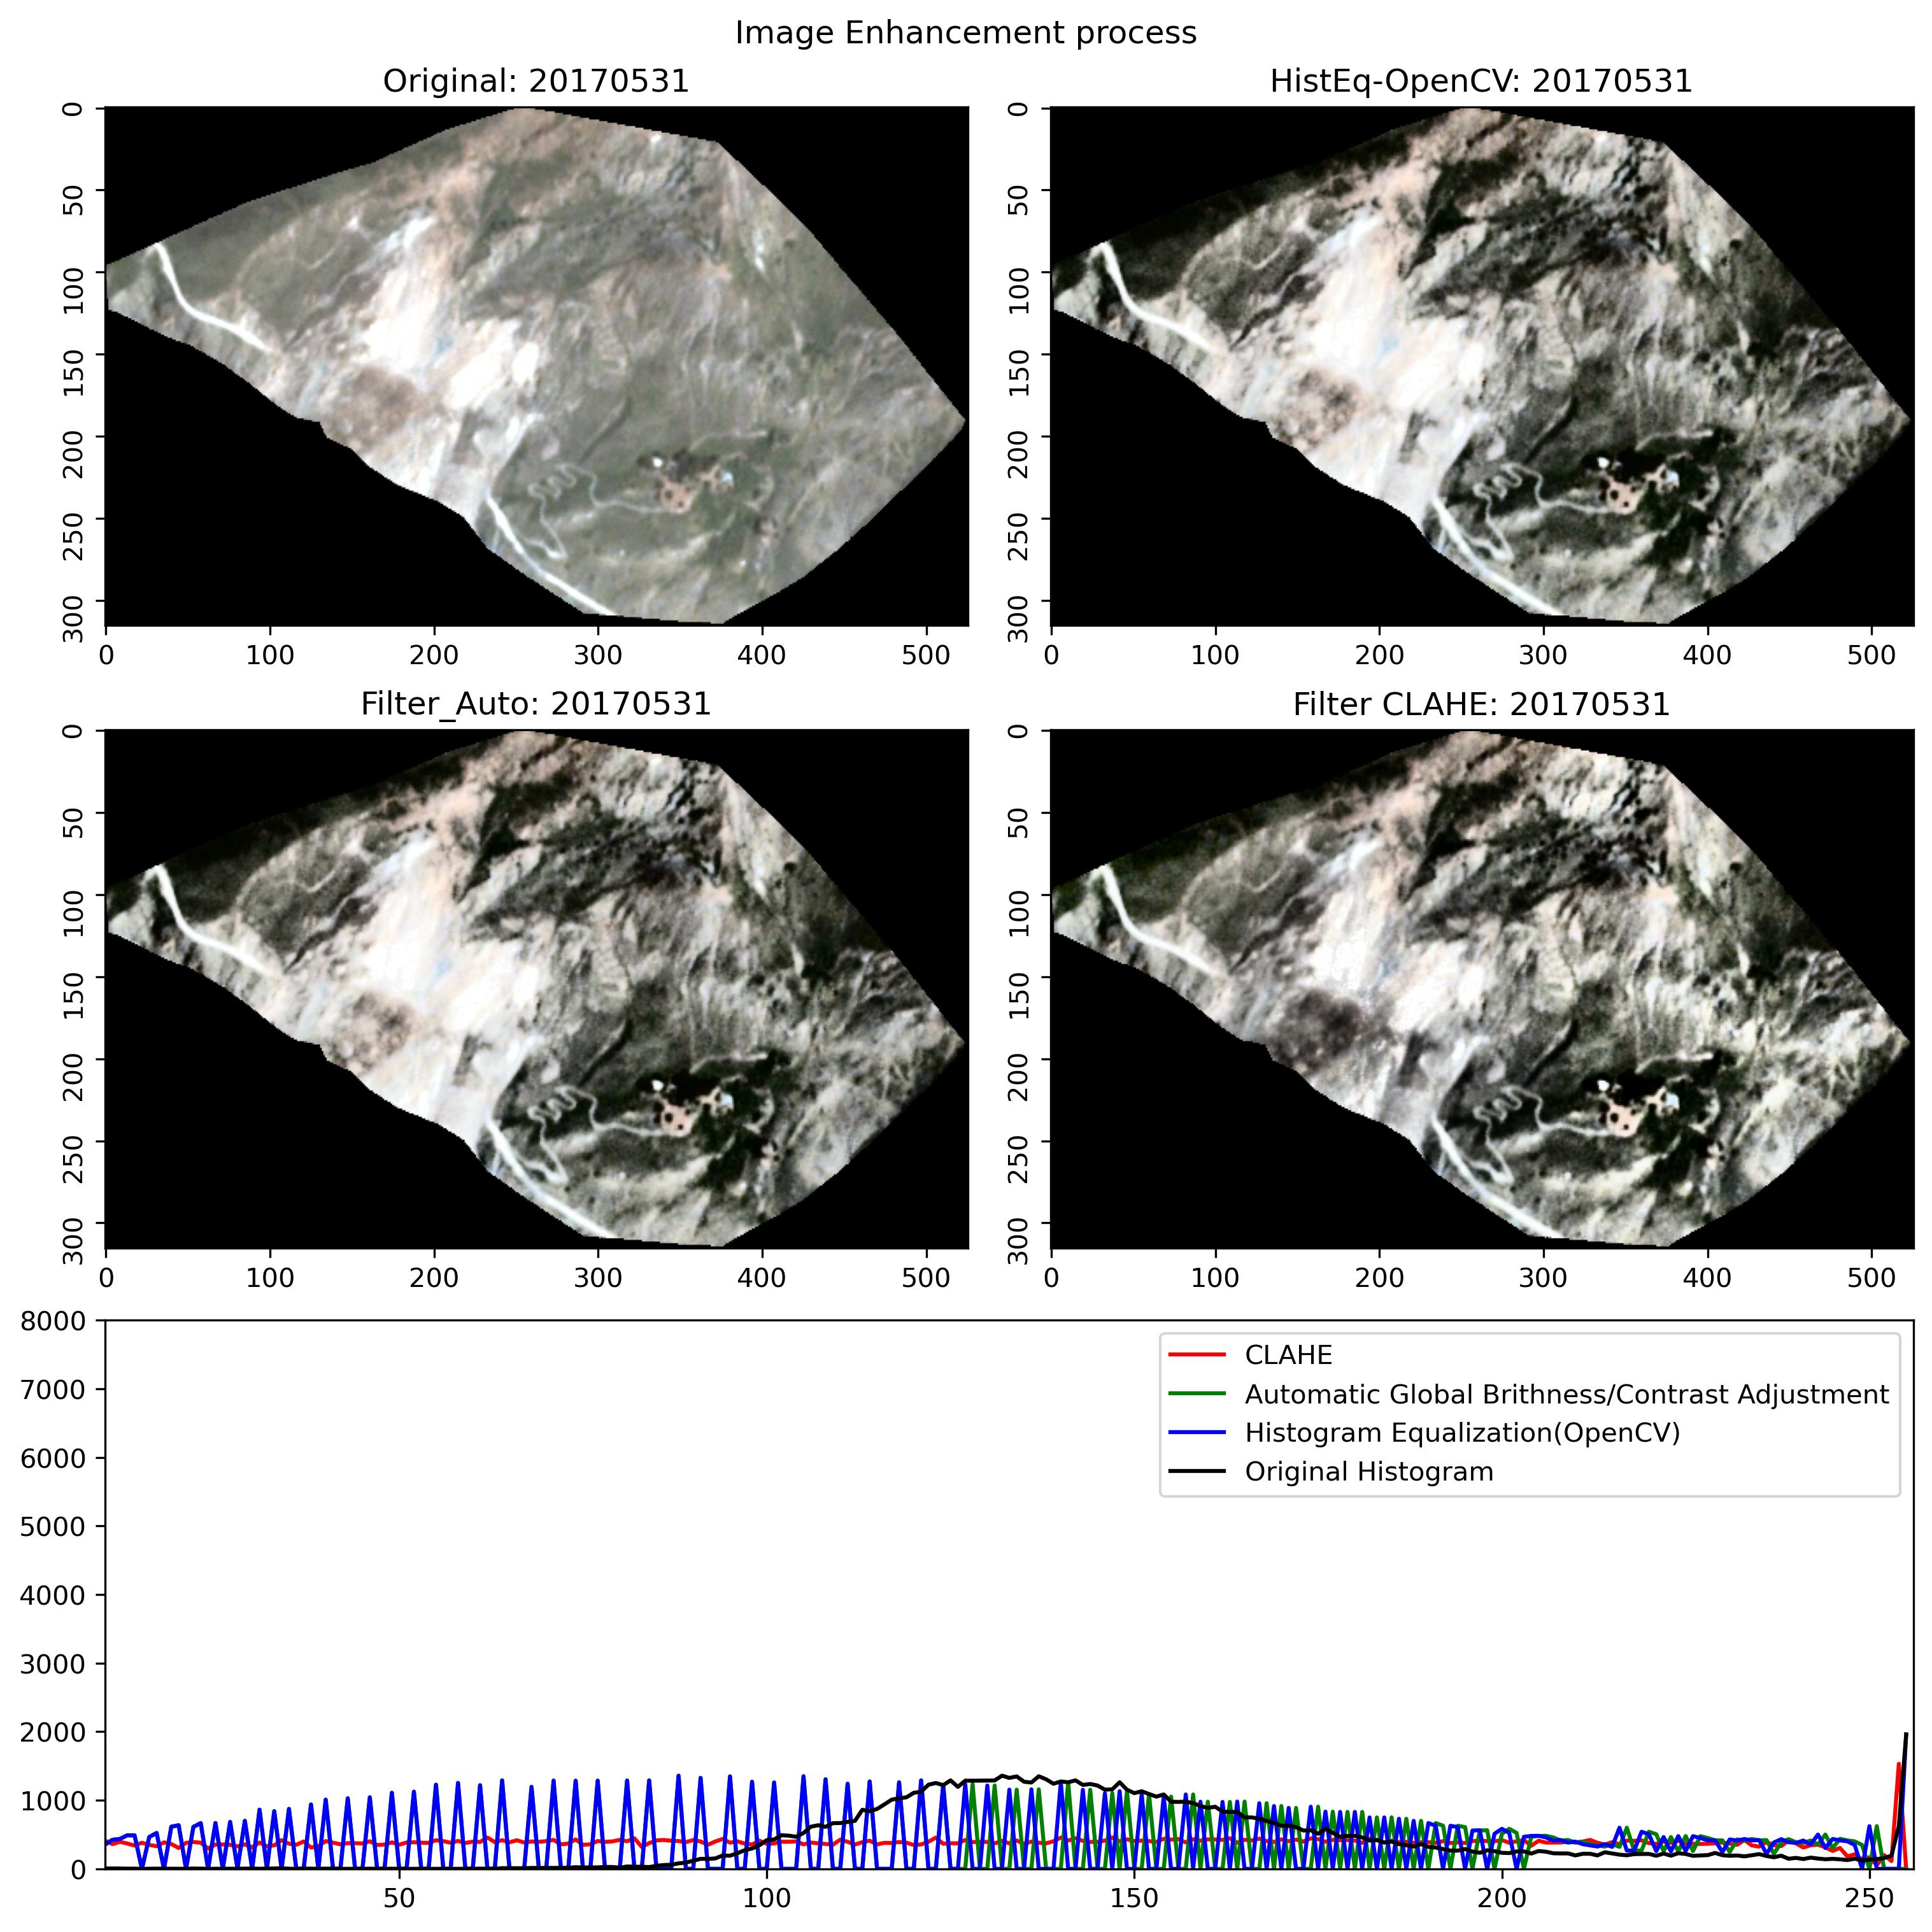 Image Enhancement process
Original: 20170531
HistEq-OpenCV: 20170531
0
50
100
150
200
250
300
0 100 200 300 400 500
0
50
100
150
200
250
300
0 100 200 300 400 500
Filter_Auto: 20170531
Filter CLAHE: 20170531
0
50
100
150
200
250
300
0 100 200 300 400 500
0
50
100
150
200
250
300
0 100 200 300 400 500
8000
7000
6000
5000
4000
3000
2000
1000
0
CLAHE
Automatic Global Brithness/Contrast Adjustment
Histogram Equalization(OpenCV)
Original Histogram
50 100 150 200 250